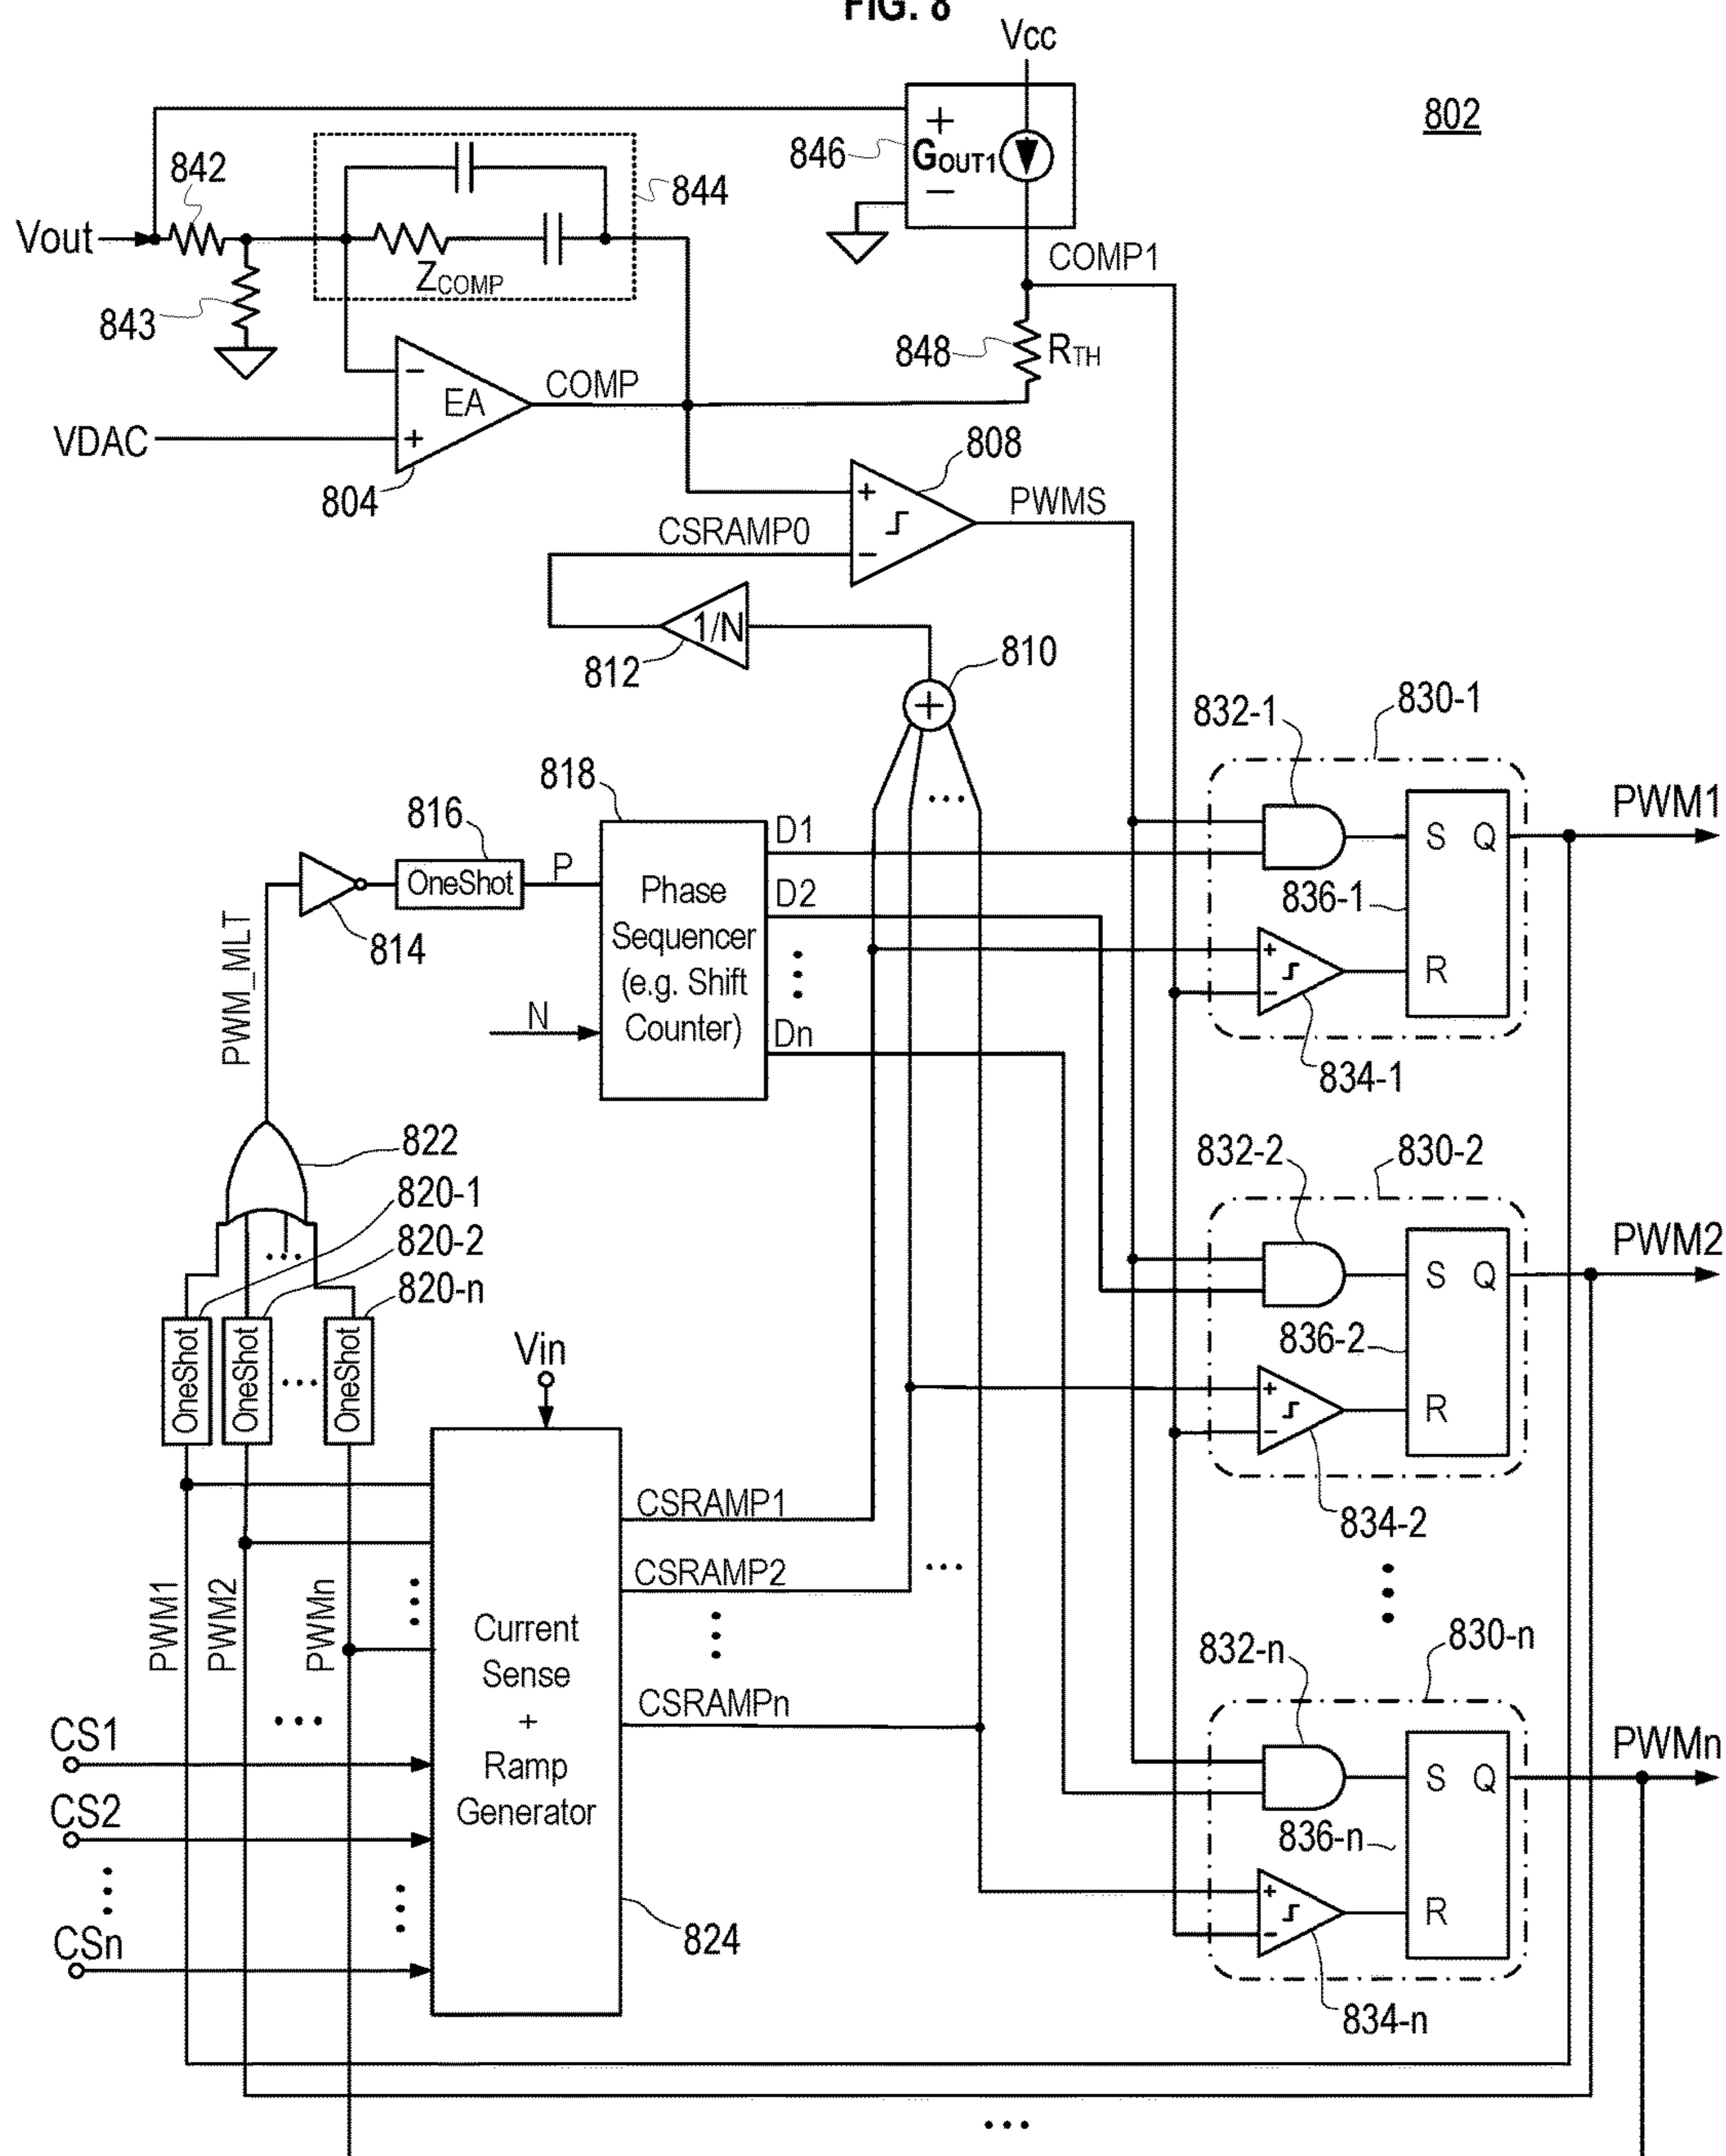 FIG. 8
Vcc
802
+
846
GOUT1
−
842
844
Vout
ZCOMP
COMP1
843
848
RTH
−
EA
COMP
VDAC
+
804
808
+
PWMS
CSRAMP0
−
1/N
812
810
+
830-1
832-1
818
...
PWM1
816
D1
S Q
OneShot
P
Phase
Sequencer
(e.g. Shift
Counter)
D2
836-1
814
+
R
−
PWM_MLT
N
Dn
834-1
822
832-2
830-2
820-1
820-2
...
PWM2
820-n
S Q
OneShot
OneShot
...
OneShot
Vin
836-2
+
R
−
CSRAMP1
834-2
CSRAMP2
...
PWM1
PWM2
PWMn
Current
Sense
+
Ramp
Generator
832-n
830-n
CSRAMPn
...
CS1
PWMn
S Q
CS2
836-n
+
R
−
824
CSn
834-n
...